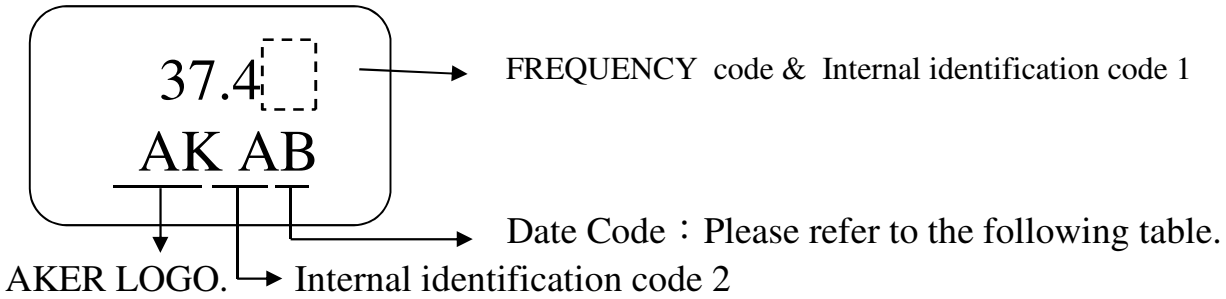 37.4
FREQUENCY code & Internal identification code 1
AK AB
Date Code：Please refer to the following table.
AKER LOGO.
Internal identification code 2